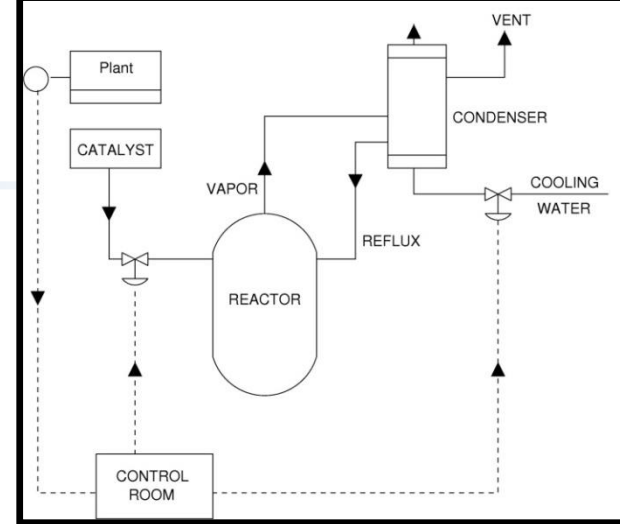 VENT
Plant
CONDENSER
CATALYST
COOLING
WATER
VAPOR
REFLUX
REACTOR
CONTROL
ROOM